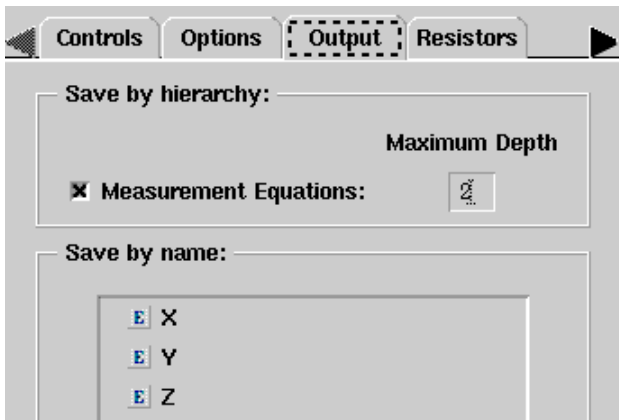 Controls Options Output Resistors
Save by hierarchy:
Maximum Depth
Measurement Equations: 2
Save by name:
E X
E Y
E Z